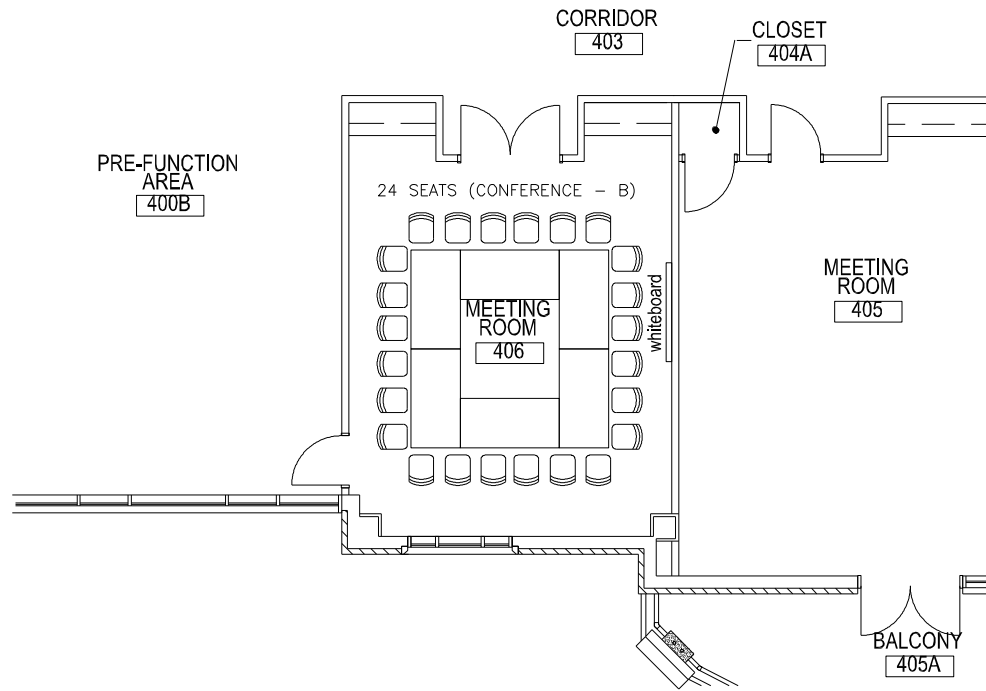 CORRIDOR
403
CLOSET
404A
PRE-FUNCTION
AREA
400B
24 SEATS (CONFERENCE - B)
MEETING
ROOM
406
whiteboard
MEETING
ROOM
405
BALCONY
405A